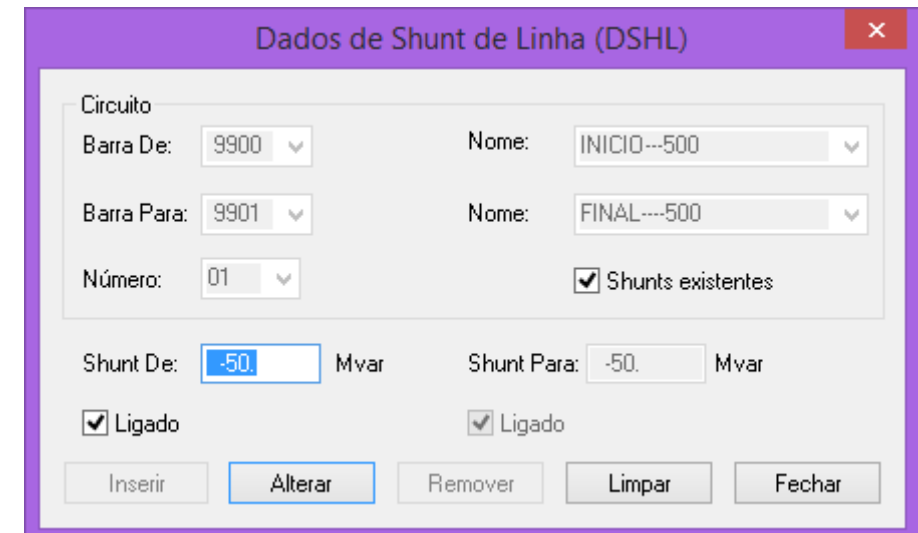 Dados de Shunt de Linha (DSHL)
Circuito
Barra De: 9900 Nome: INICIO---500
Barra Para: 9901 Nome: FINAL----500
Número: 01 Shunts existentes
Shunt De: -50. Mvar Shunt Para: -50. Mvar
Ligado Ligado
Inserir Alterar Remover Limpar Fechar